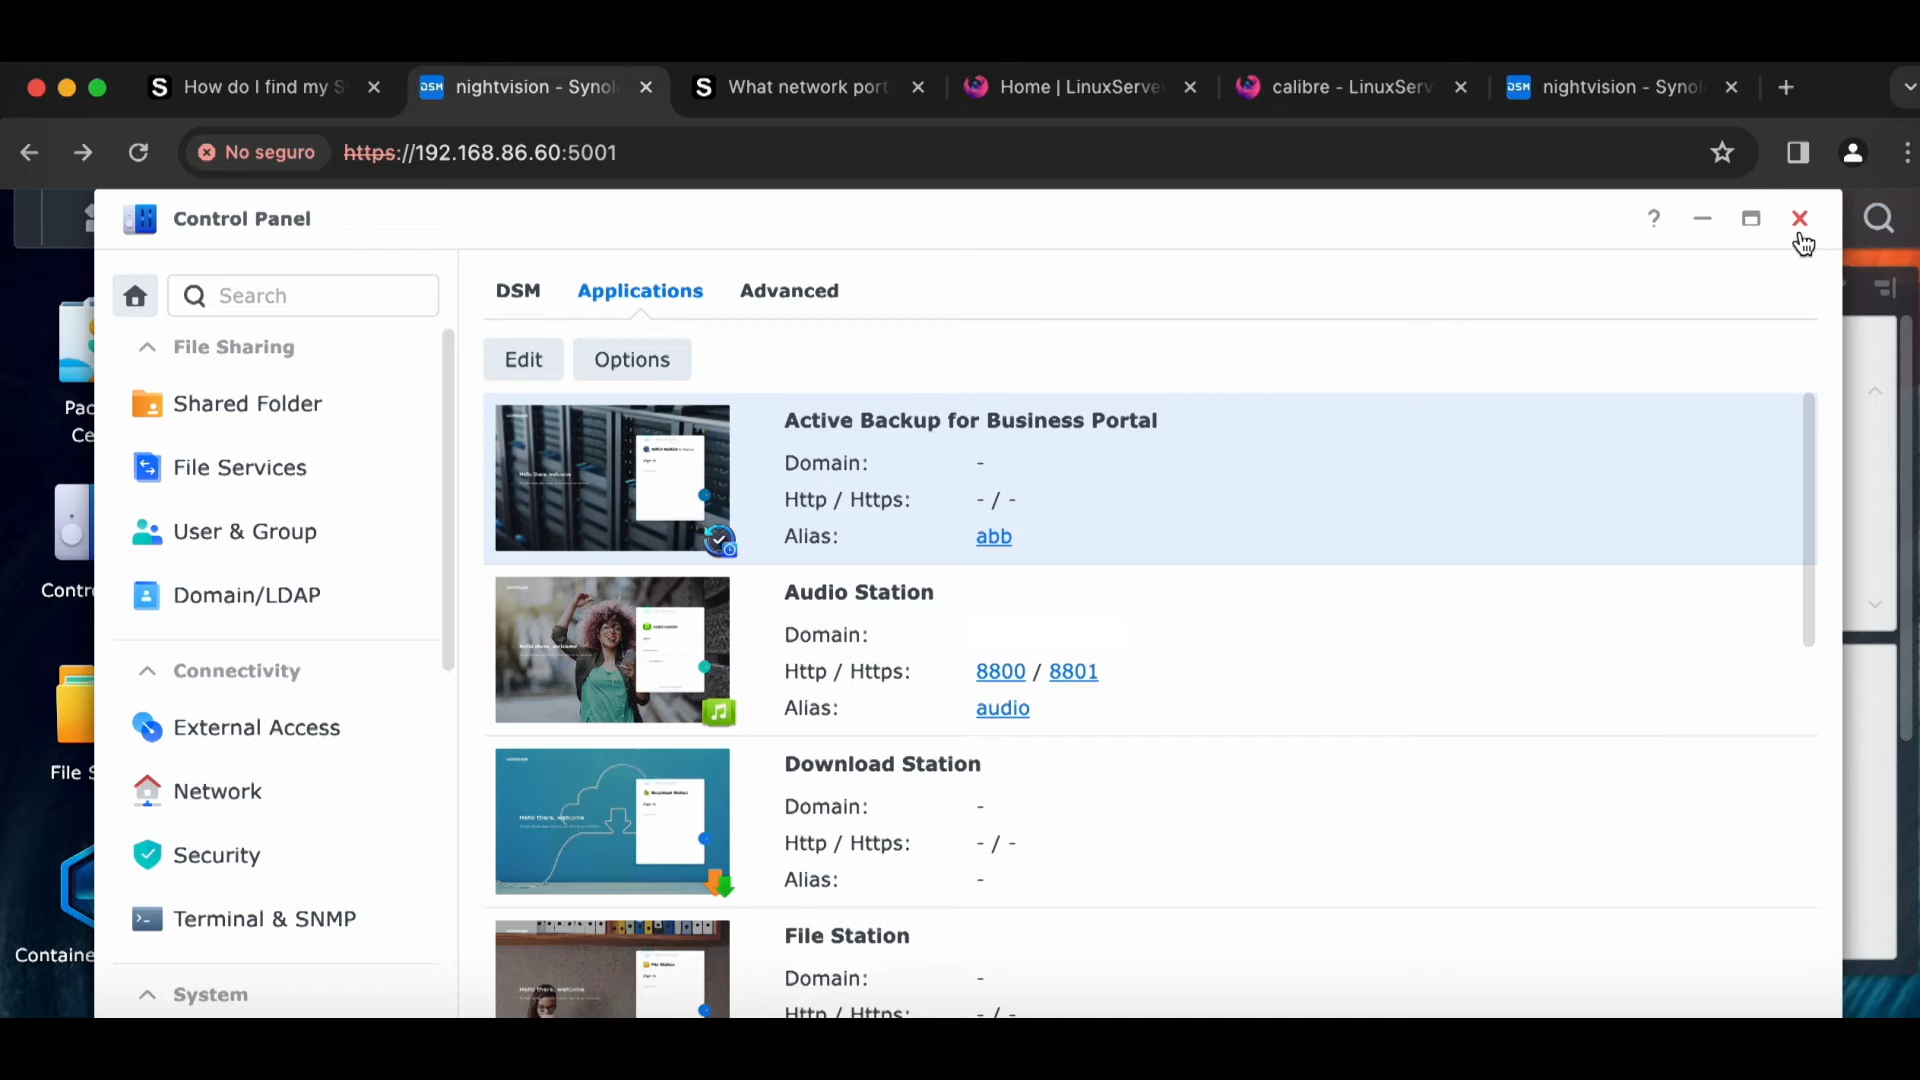 How do I find my S
DSM
nightvision - Synol
What network port
Home | LinuxServe
calibre - LinuxServ
DSM
nightvision - Synol
No seguro
https://192.168.86.60:5001
Control Panel
Search
File Sharing
Shared Folder
File Services
User & Group
Domain/LDAP
Connectivity
External Access
Network
Security
Terminal & SNMP
System
Pac
Ce
Contr
File S
Containe
DSM
Applications
Advanced
Edit
Options
Active Backup for Business Portal
Domain: -
Http / Https: - / -
Alias: abb
Audio Station
Domain:
Http / Https: 8800 / 8801
Alias: audio
Download Station
Domain: -
Http / Https: - / -
Alias: -
File Station
Domain: -
Http / Https: - / -